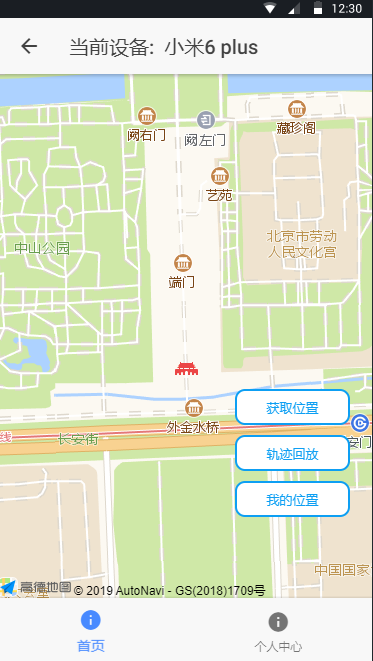 12:30
当前设备: 小米6 plus
阙右门
阙左门
藏珍阁
艺苑
中山公园
北京市劳动
人民文化宫
端门
获取位置
外金水桥
线
长安街
安门
轨迹回放
我的位置
中国国家
高德地图 © 2019 AutoNavi - GS(2018)1709号
首页
个人中心